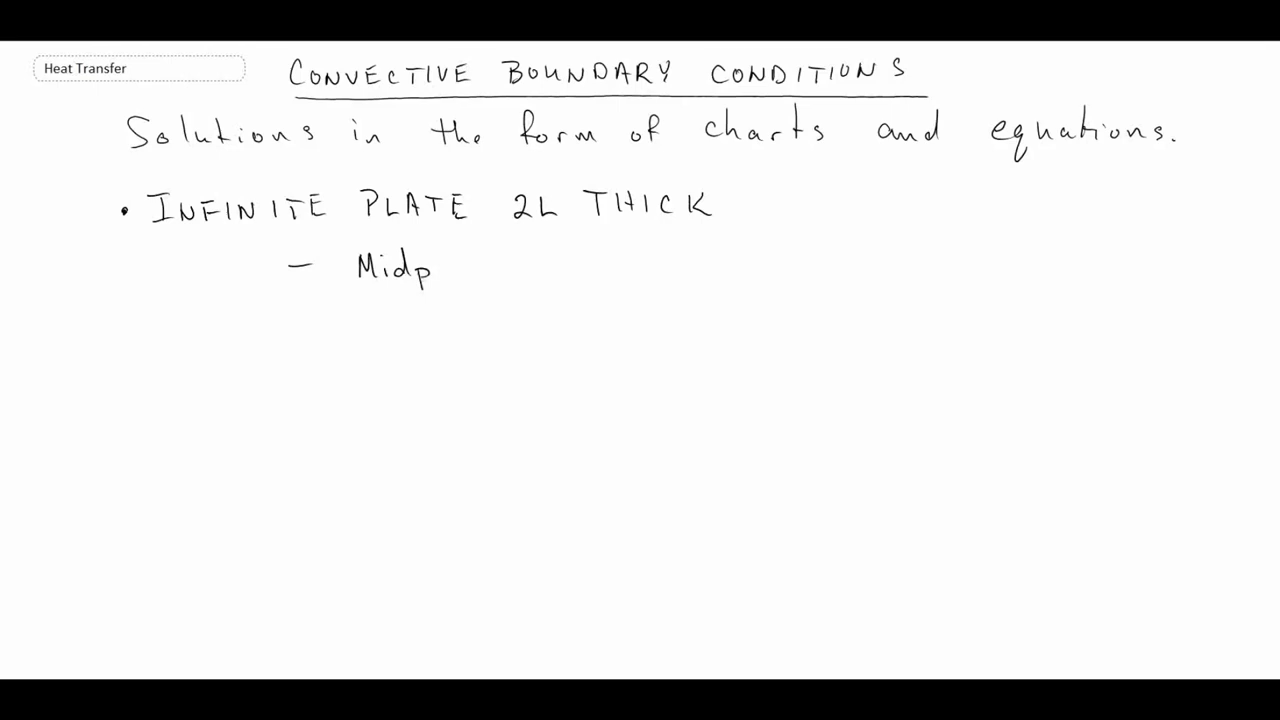 Heat Transfer
CONVECTIVE BOUNDARY CONDITIONS
Solutions in the form of charts and equations.
• INFINITE PLATE 2L THICK
– Midp